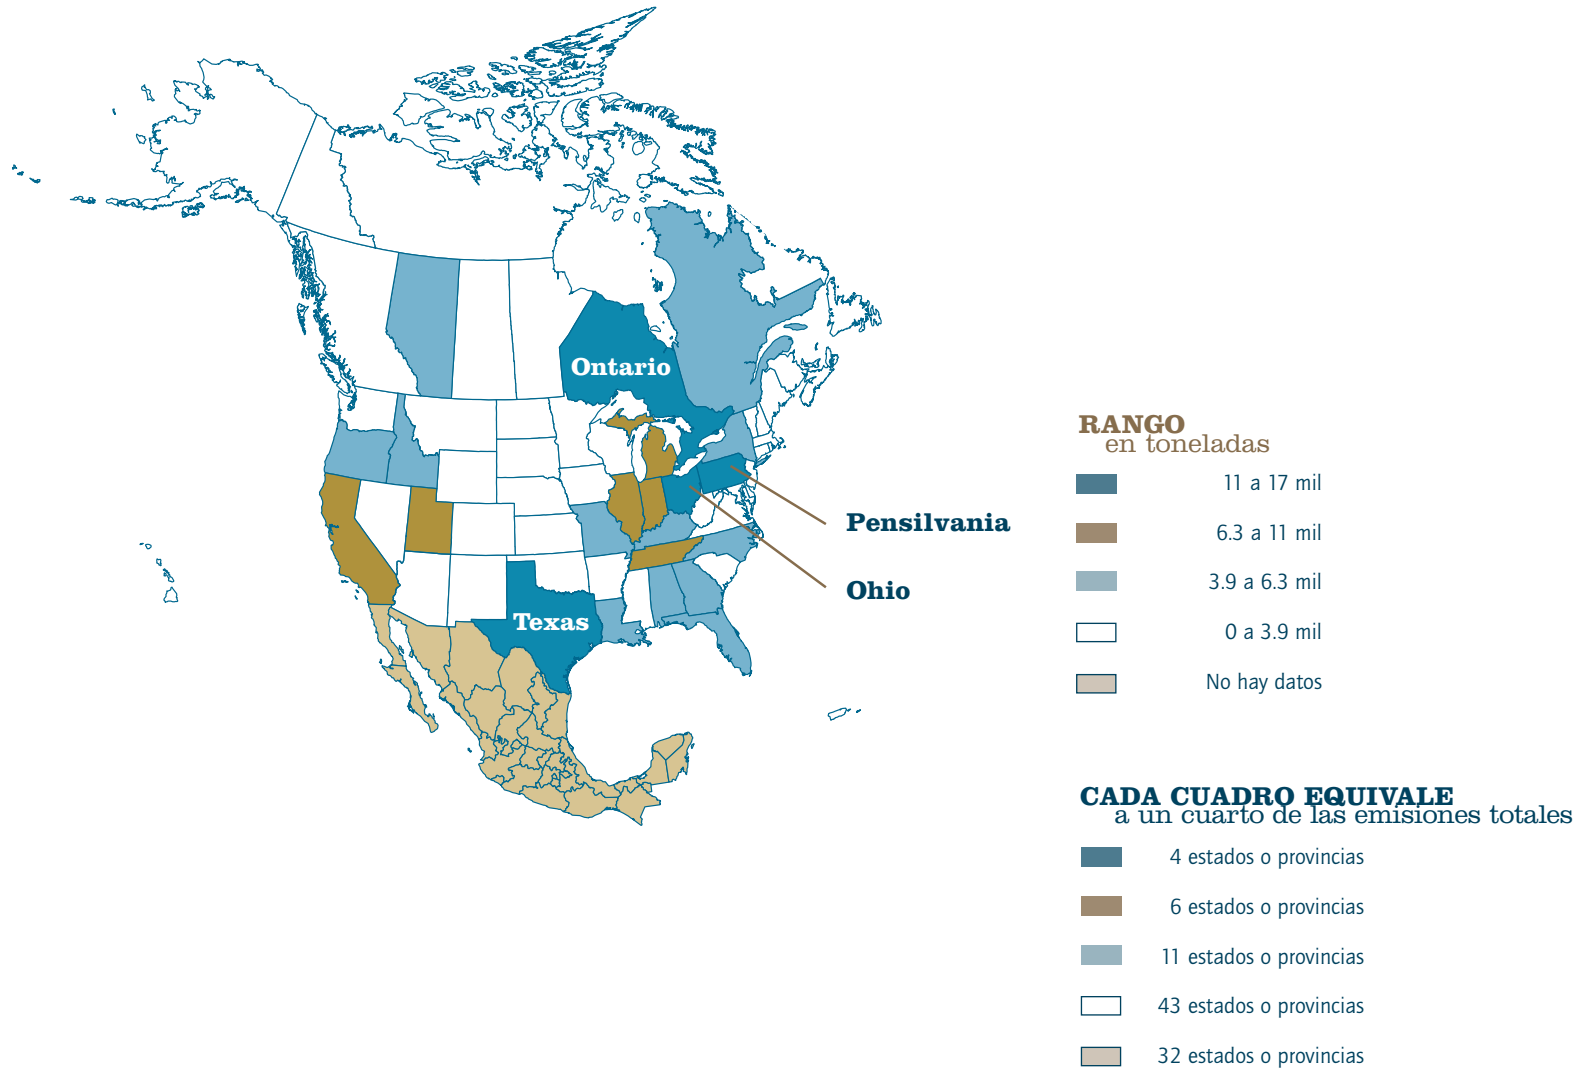 Ontario
Pensilvania
Ohio
Texas
RANGO
en toneladas
11 a 17 mil
6.3 a 11 mil
3.9 a 6.3 mil
0 a 3.9 mil
No hay datos
CADA CUADRO EQUIVALE
a un cuarto de las emisiones totales
4 estados o provincias
6 estados o provincias
11 estados o provincias
43 estados o provincias
32 estados o provincias